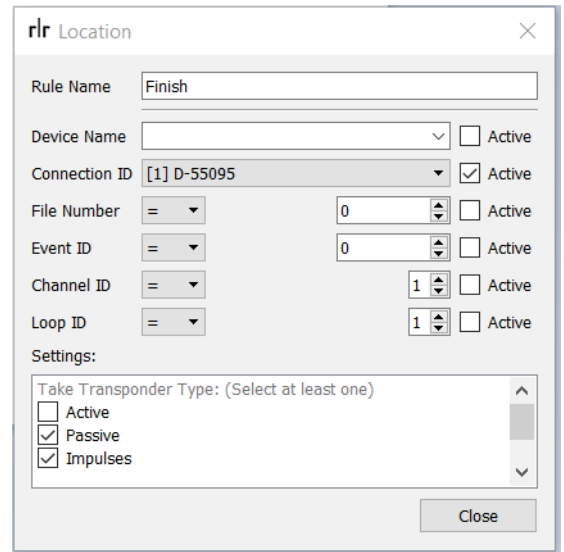 rlr Location
Rule Name Finish
Device Name Active
Connection ID [1] D-55095 Active
File Number = 0 Active
Event ID = 0 Active
Channel ID = 1 Active
Loop ID = 1 Active
Settings:
Take Transponder Type: (Select at least one)
Active
Passive
Impulses
Close